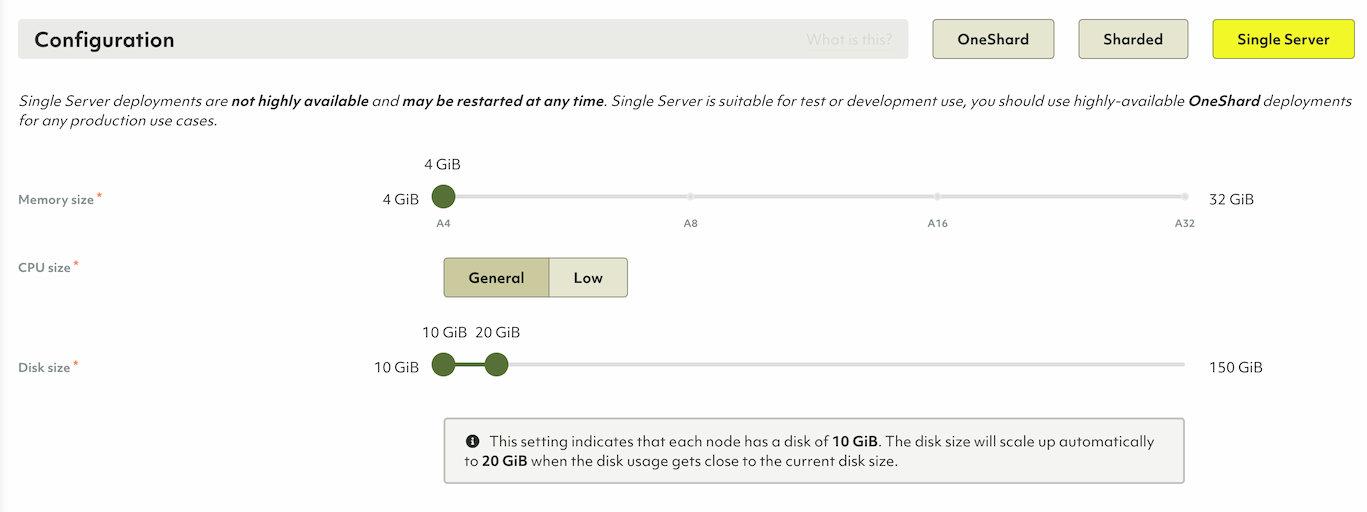 Configuration What is this? OneShard Sharded Single Server
Single Server deployments are not highly available and may be restarted at any time. Single Server is suitable for test or development use, you should use highly-available OneShard deployments
for any production use cases.
4 GiB
Memory size * 4 GiB 32 GiB
A4 A8 A16 A32
CPU size * General Low
10 GiB 20 GiB
Disk size * 10 GiB 150 GiB
This setting indicates that each node has a disk of 10 GiB. The disk size will scale up automatically
to 20 GiB when the disk usage gets close to the current disk size.